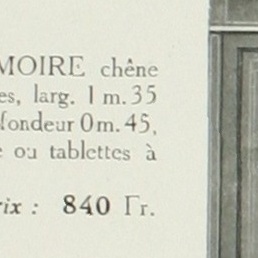 MOIRE chêne
es, larg. 1 m. 35
fondeur 0 m. 45,
e ou tablettes à
rix : 840 Fr.